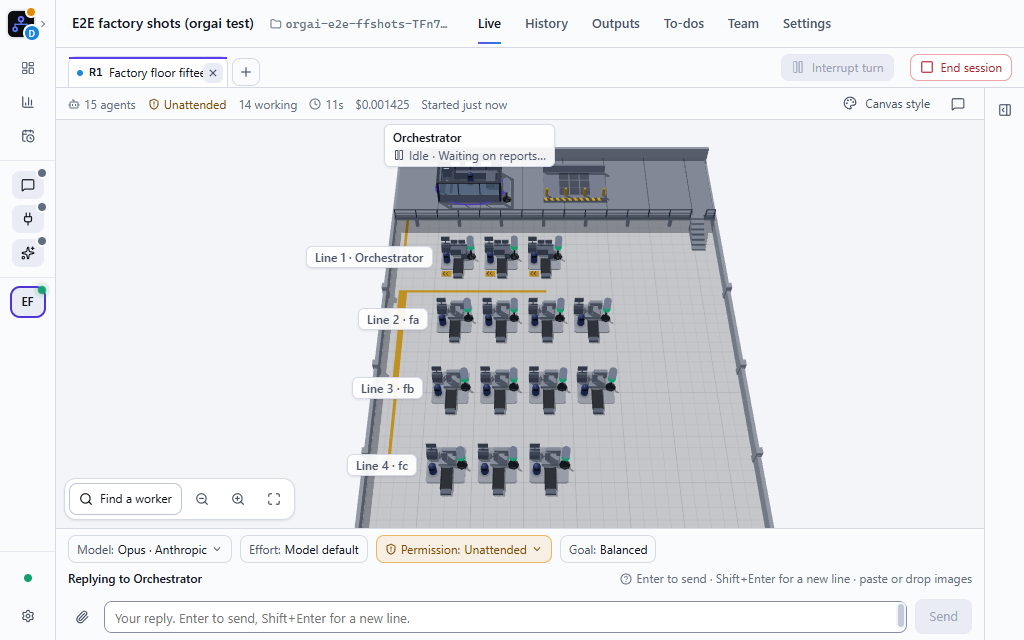 E2E factory shots (orgai test)
orgai-e2e-ffshots-TFn7…
Live
History
Outputs
To-dos
Team
Settings
D
R1 Factory floor fiftee
Interrupt turn
End session
15 agents
Unattended
14 working
11s
$0.001425
Started just now
Canvas style
Orchestrator
Idle · Waiting on reports...
Line 1 · Orchestrator
EF
Line 2 · fa
Line 3 · fb
Line 4 · fc
Find a worker
Model: Opus · Anthropic
Effort: Model default
Permission: Unattended
Goal: Balanced
Replying to Orchestrator
Enter to send · Shift+Enter for a new line · paste or drop images
Your reply. Enter to send, Shift+Enter for a new line.
Send